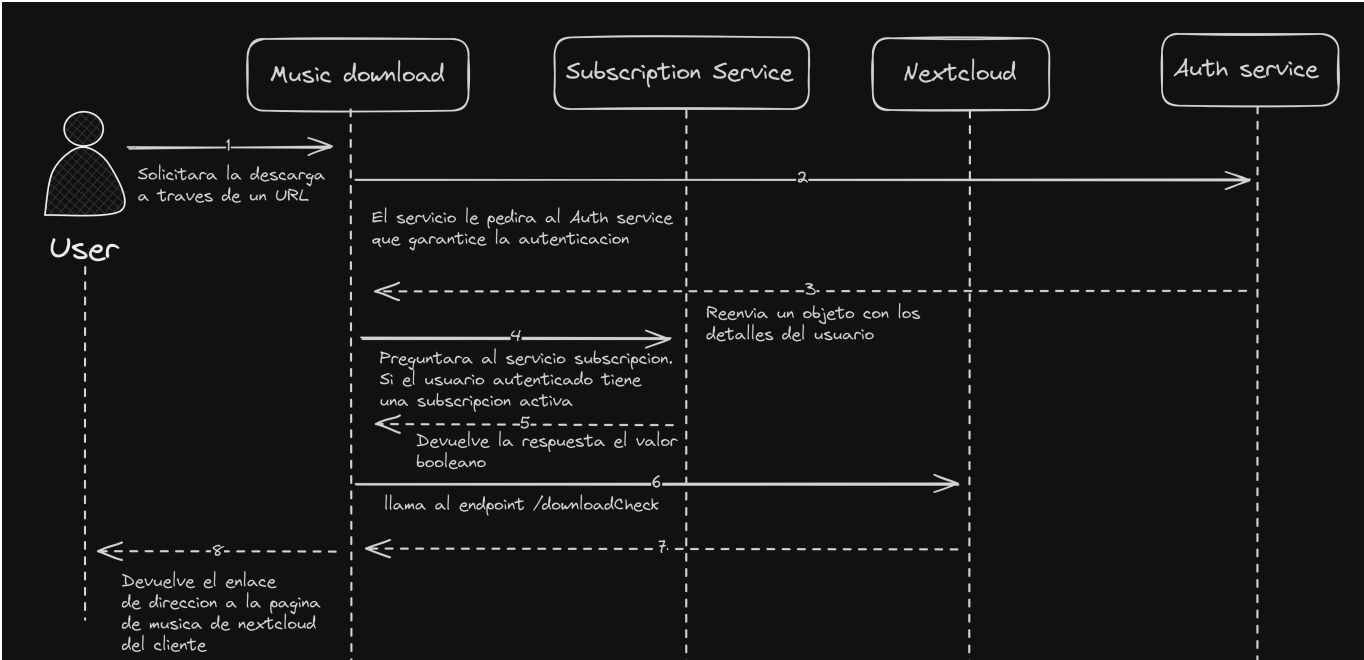 Music download
Subscription Service
Nextcloud
Auth service
1
Solicitara la descarga
a traves de un URL
2
User
El servicio le pedira al Auth service
que garantice la autenticacion
3
Reenvia un objeto con los
detalles del usuario
4
Preguntara al servicio subscripcion.
Si el usuario autenticado tiene
una subscripcion activa
5
Devuelve la respuesta el valor
booleano
6
llama al endpoint /downloadCheck
7
8
Devuelve el enlace
de direccion a la pagina
de musica de nextcloud
del cliente